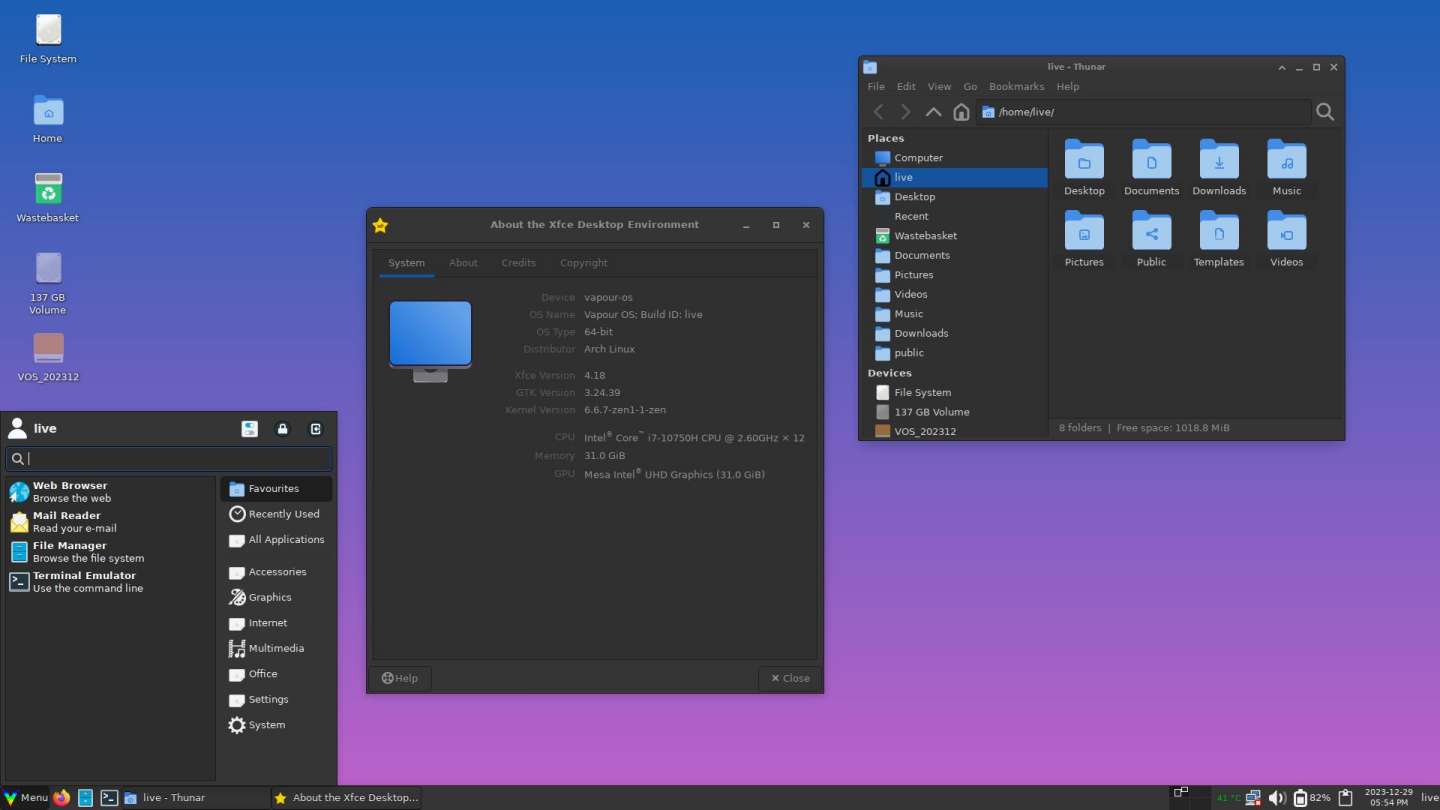 File System
Home
Wastebasket
137 GB
Volume
VOS_202312
live - Thunar
File Edit View Go Bookmarks Help
/home/live/
Places
Computer
live
Desktop
Recent
Wastebasket
Documents
Pictures
Videos
Music
Downloads
public
Devices
File System
137 GB Volume
VOS_202312
Desktop Documents Downloads Music
Pictures Public Templates Videos
8 folders | Free space: 1018.8 MiB
About the Xfce Desktop Environment
System About Credits Copyright
Device vapour-os
OS Name Vapour OS; Build ID: live
OS Type 64-bit
Distributor Arch Linux
Xfce Version 4.18
GTK Version 3.24.39
Kernel Version 6.6.7-zen1-1-zen
CPU Intel® Core™ i7-10750H CPU @ 2.60GHz × 12
Memory 31.0 GiB
GPU Mesa Intel® UHD Graphics (31.0 GiB)
Help Close
live
Web Browser
Browse the web
Mail Reader
Read your e-mail
File Manager
Browse the file system
Terminal Emulator
Use the command line
Favourites
Recently Used
All Applications
Accessories
Graphics
Internet
Multimedia
Office
Settings
System
Menu live - Thunar About the Xfce Desktop... 41 °C 82% 2023-12-29
05:54 PM live